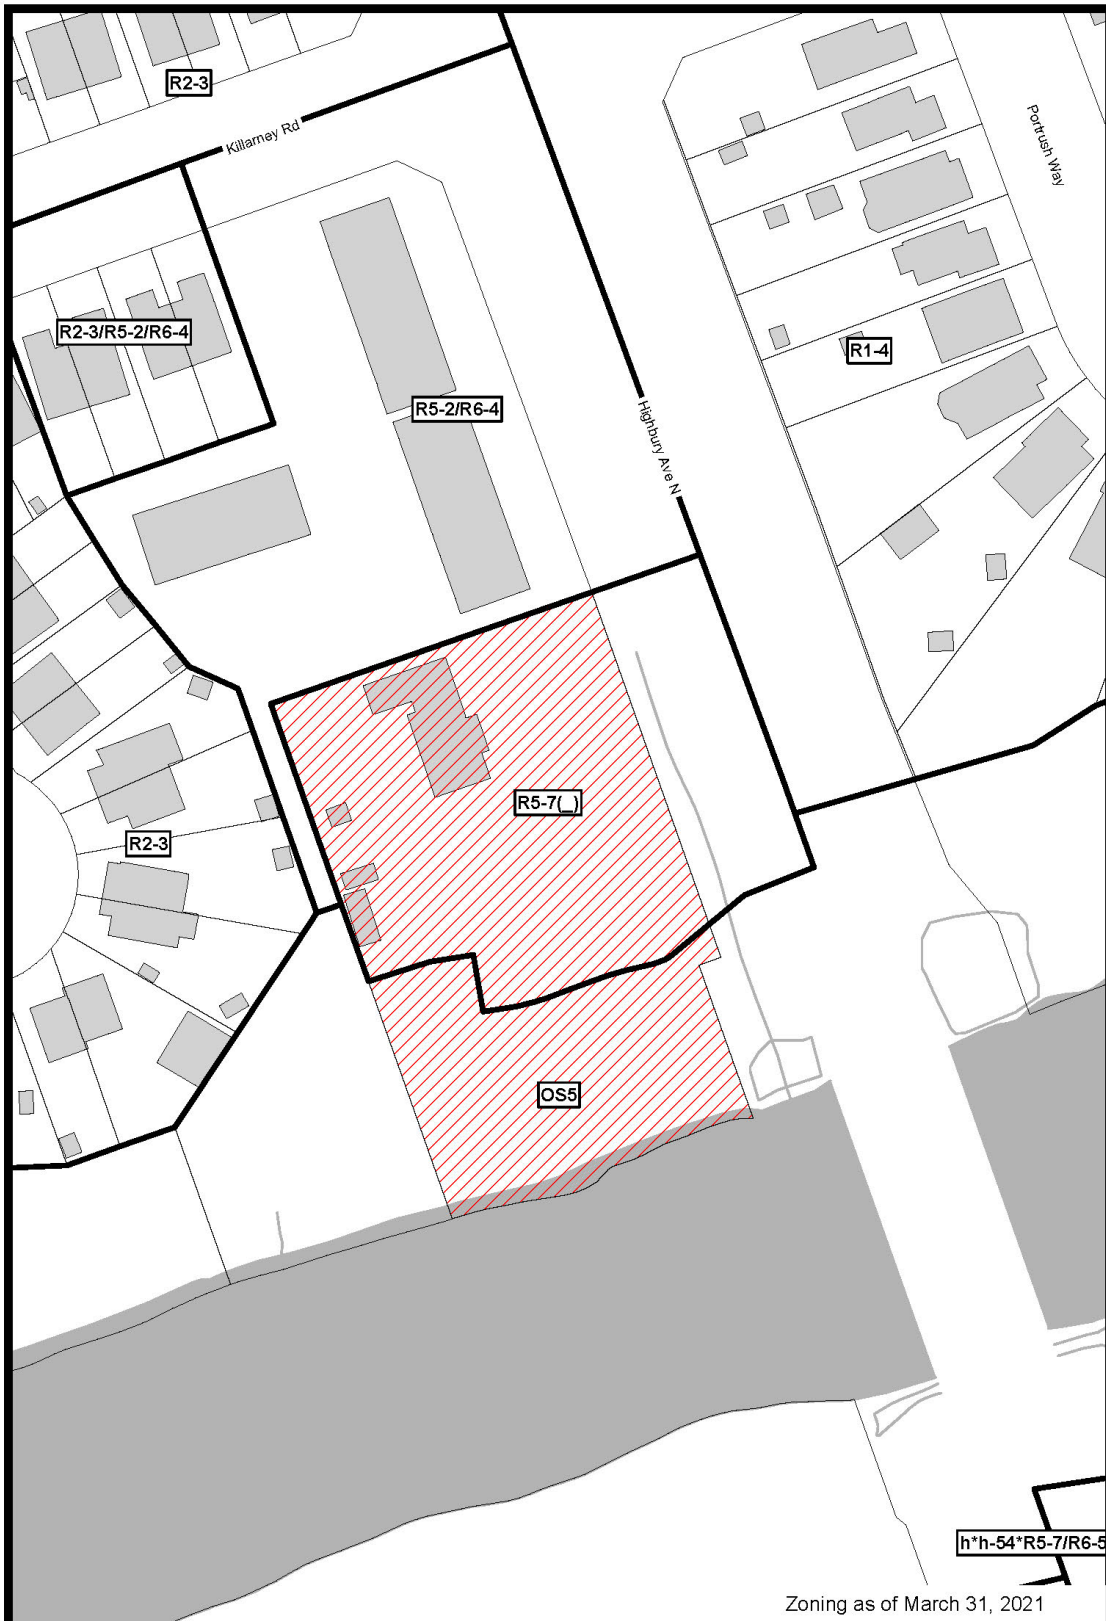 R2-3
Killarney Rd
Portrush Way
R2-3/R5-2/R6-4
R1-4
R5-2/R6-4
Highbury Ave N
R5-7(_)
R2-3
OS5
h*h-54*R5-7/R6-5
Zoning as of March 31, 2021